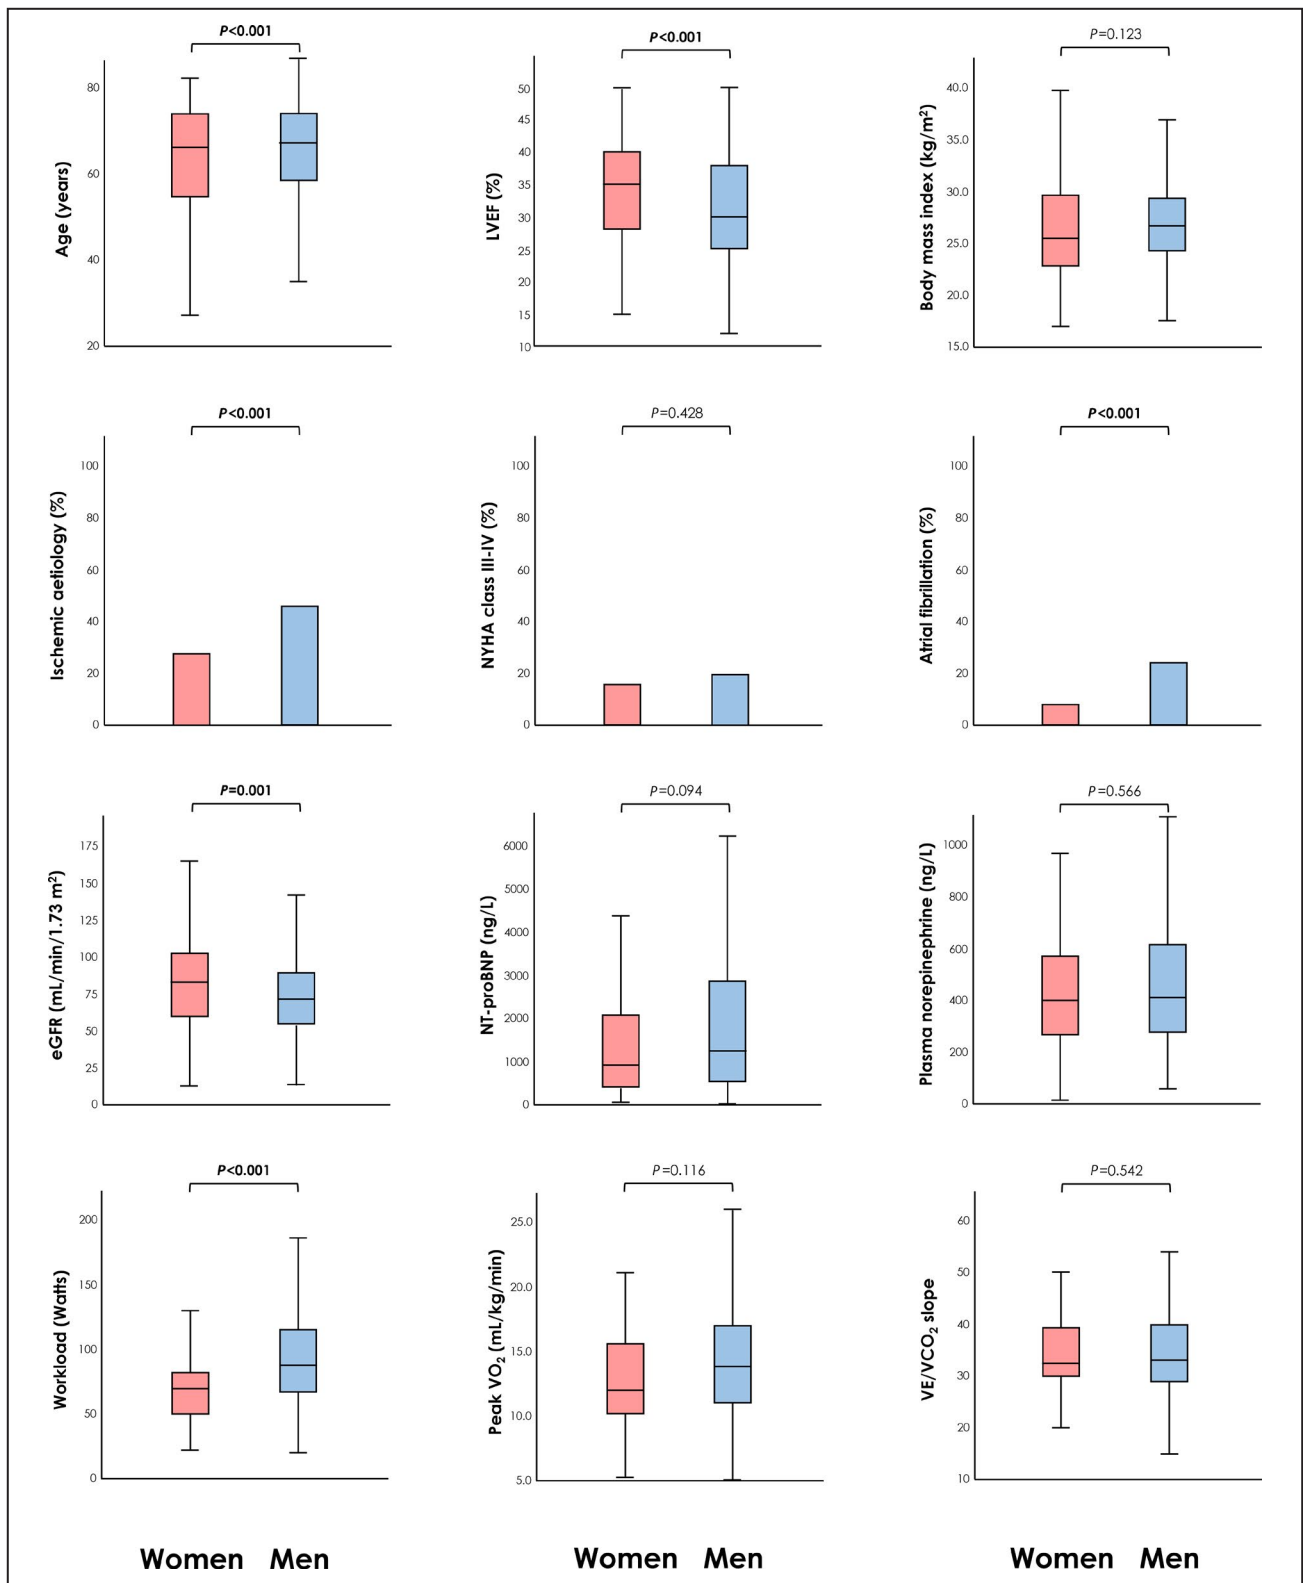 P<0.001
Age (years)
80
60
40
20
P<0.001
LVEF (%)
50
45
40
35
30
25
20
15
10
P=0.123
Body mass index (kg/m²)
40.0
35.0
30.0
25.0
20.0
15.0
P<0.001
Ischemic aetiology (%)
100
80
60
40
20
0
P=0.428
NYHA class III-IV (%)
100
80
60
40
20
0
P<0.001
Atrial fibrillation (%)
100
80
60
40
20
0
P=0.001
eGFR (mL/min/1.73 m²)
175
150
125
100
75
50
25
0
P=0.094
NT-proBNP (ng/L)
6000
5000
4000
3000
2000
1000
0
P=0.566
Plasma norepinephrine (ng/L)
1000
800
600
400
200
0
P<0.001
Workload (Watts)
200
150
100
50
0
P=0.116
Peak VO₂ (mL/kg/min)
25.0
20.0
15.0
10.0
5.0
P=0.542
VE/VCO₂ slope
60
50
40
30
20
10
Women Men
Women Men
Women Men